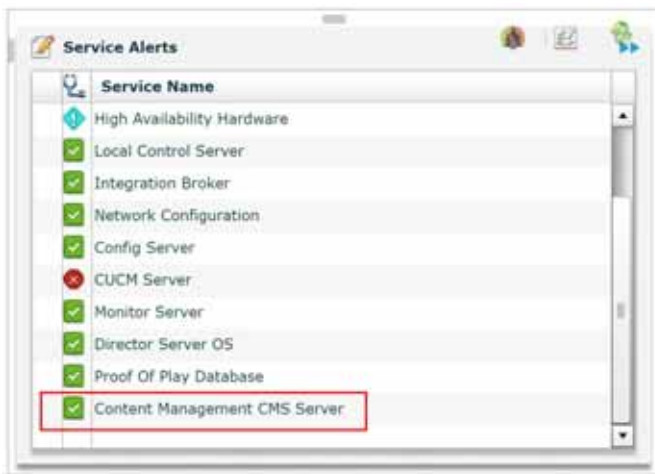 Service Alerts
Service Name
High Availability Hardware
Local Control Server
Integration Broker
Network Configuration
Config Server
CUCM Server
Monitor Server
Director Server OS
Proof Of Play Database
Content Management CMS Server